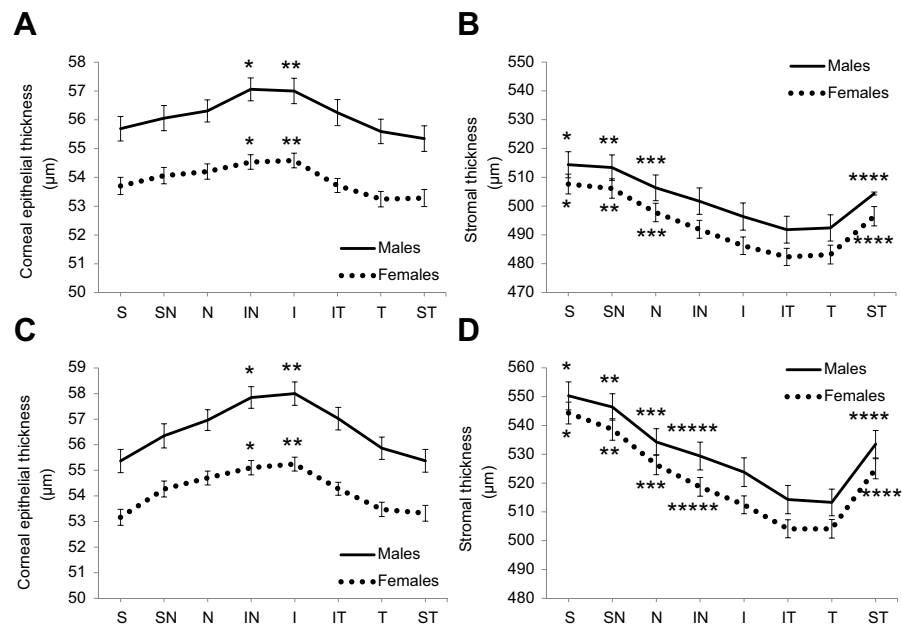 A
Corneal epithelial thickness
(µm)
58
57
56
55
54
53
52
51
50
* **
* **
Males
Females
S SN N IN I IT T ST
B
Stromal thickness
(µm)
550
540
530
520
510
500
490
480
470
Males
Females
* ** *** ****
* ** *** ****
S SN N IN I IT T ST
C
Corneal epithelial thickness
(µm)
59
58
57
56
55
54
53
52
51
50
* **
* **
Males
Females
S SN N IN I IT T ST
D
Stromal thickness
(µm)
560
550
540
530
520
510
500
490
480
Males
Females
* ** *** ***** ****
* ** *** ***** ****
S SN N IN I IT T ST